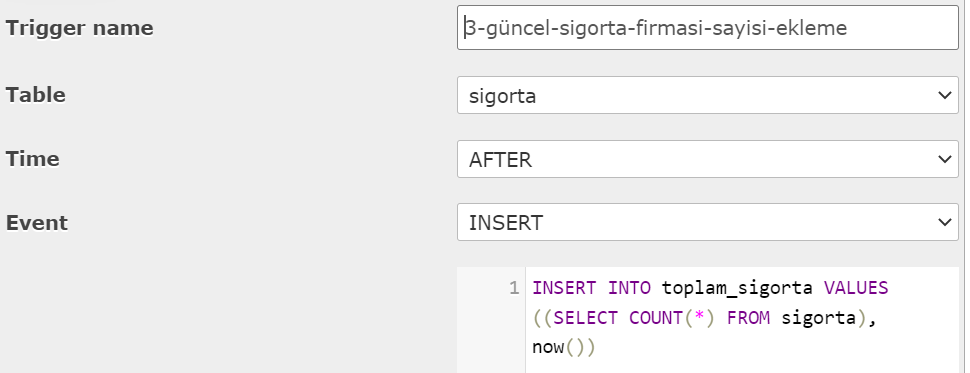 Trigger name
3-güncel-sigorta-firmasi-sayisi-ekleme
Table
sigorta
Time
AFTER
Event
INSERT
1 INSERT INTO toplam_sigorta VALUES
((SELECT COUNT(*) FROM sigorta),
now())